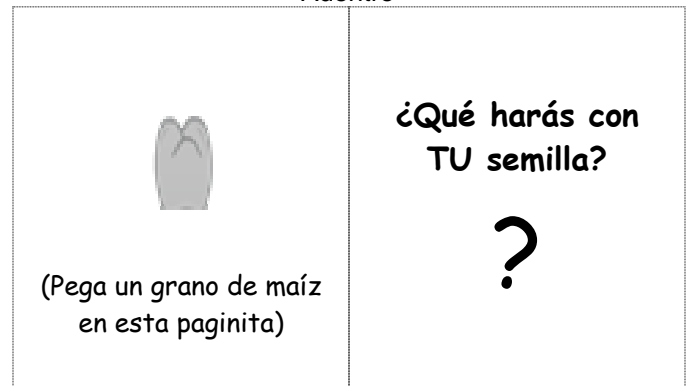 (Pega un grano de maíz
en esta paginita)
¿Qué harás con
TU semilla?
?